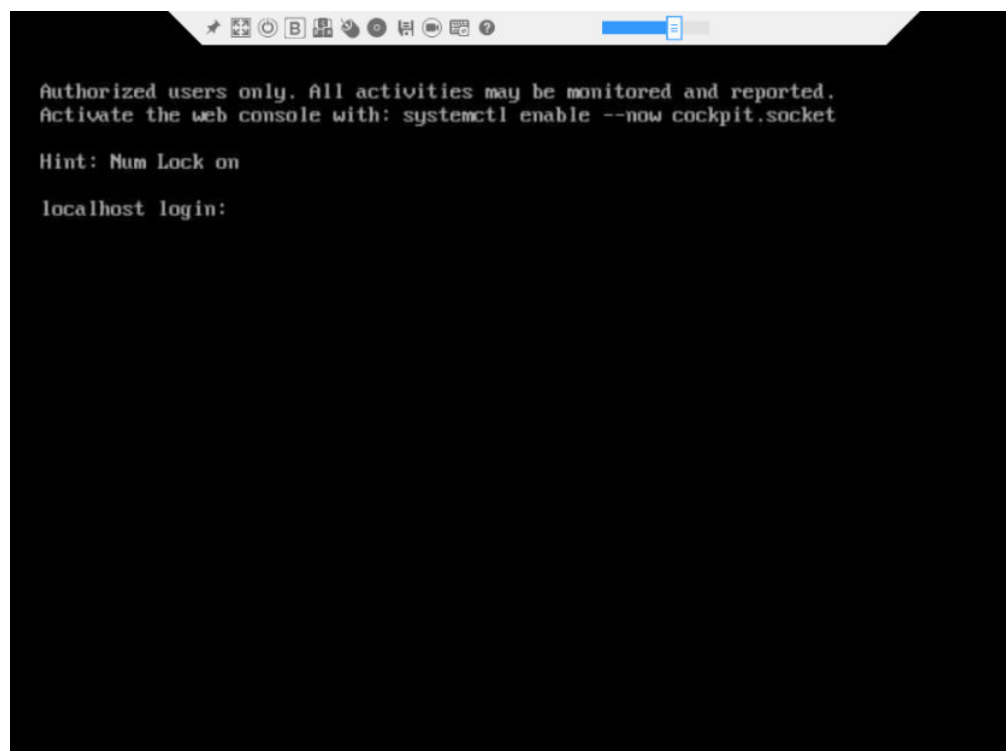 B
Authorized users only. All activities may be monitored and reported.
Activate the web console with: systemctl enable --now cockpit.socket
Hint: Num Lock on
localhost login: